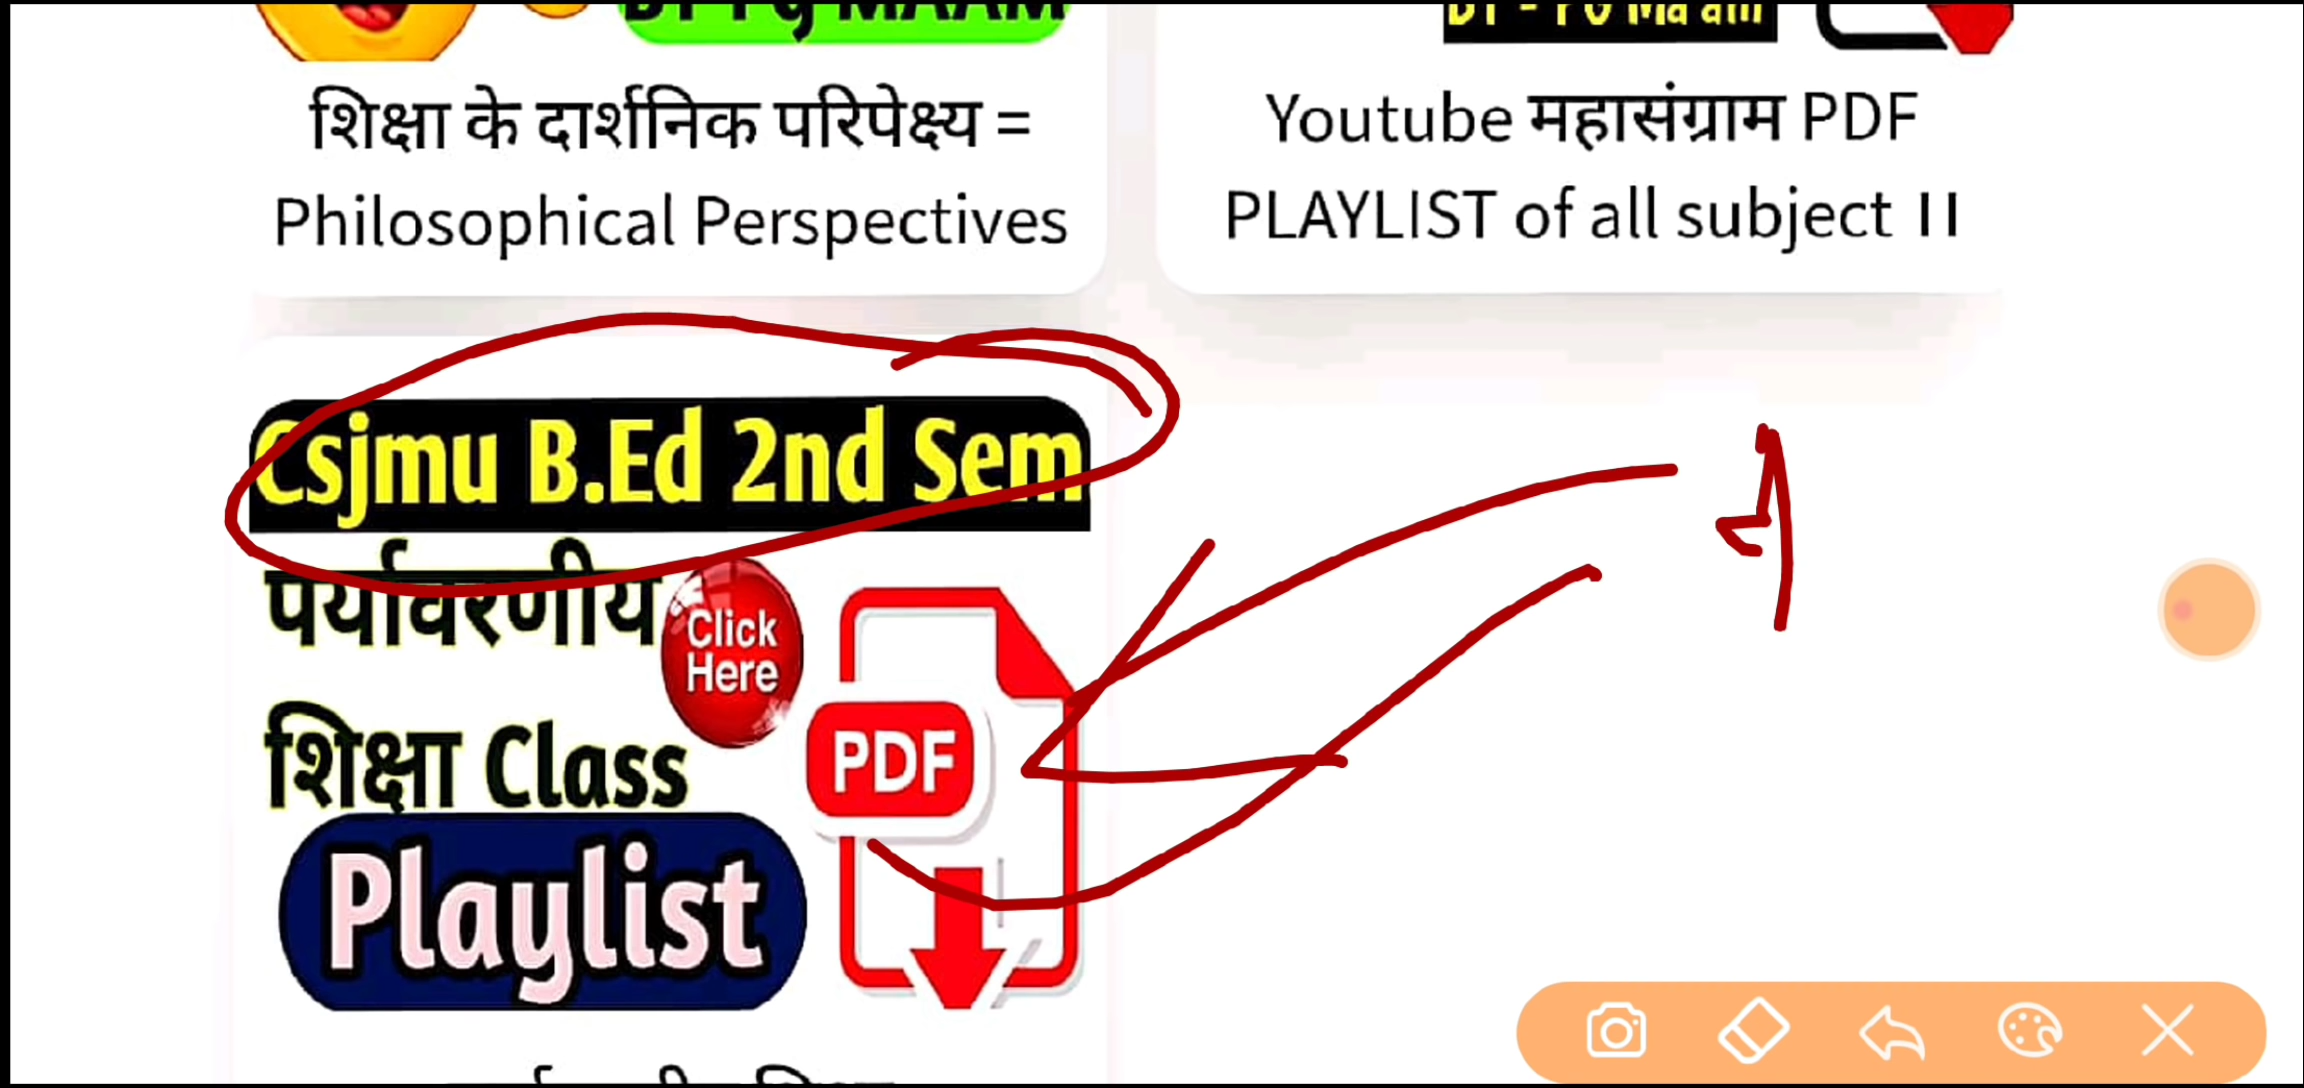 शिक्षा के दार्शनिक परिपेक्ष्य =
Philosophical Perspectives
Youtube महासंग्राम PDF
PLAYLIST of all subject ।।
Csjmu B.Ed 2nd Sem
पर्यावरणीय
Click
Here
शिक्षा Class
PDF
Playlist